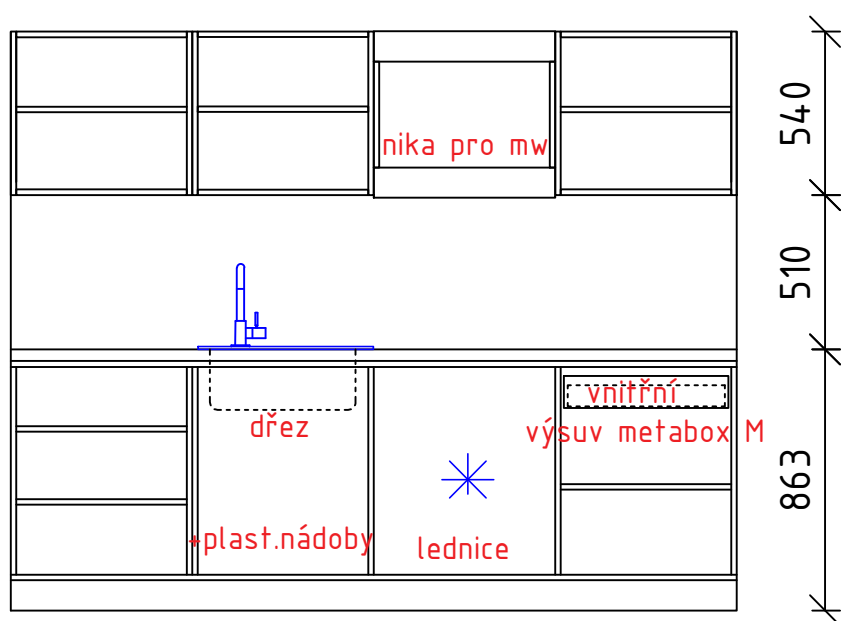 nika pro mw
540
510
vnitřní
výsuv metabox M
dřez
863
+plast.nádoby
lednice